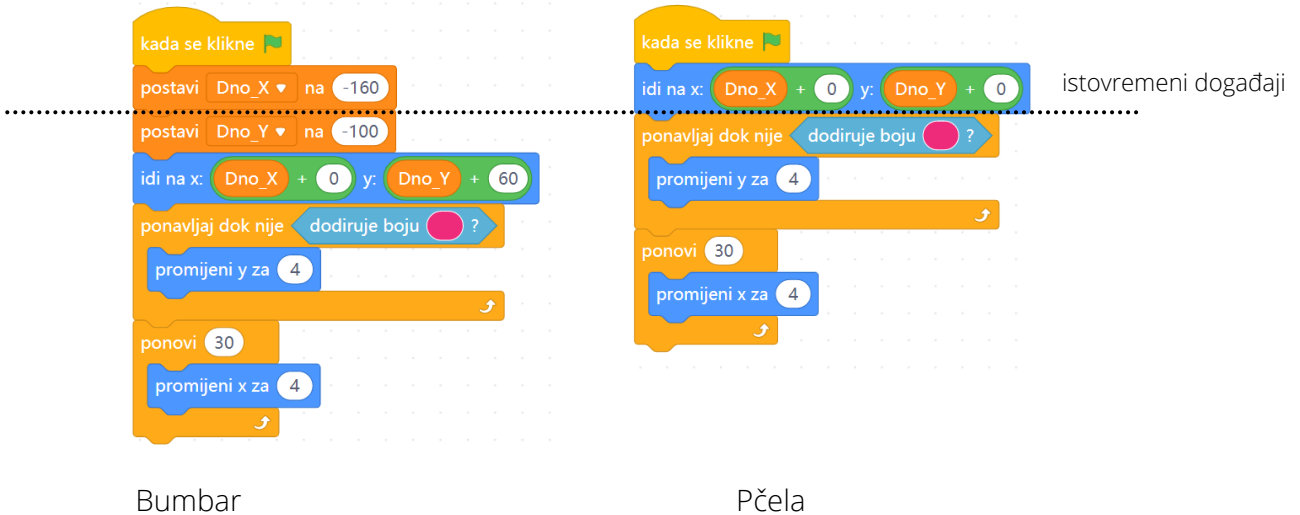 kada se klikne
postavi Dno_X na -160
postavi Dno_Y na -100
idi na x: Dno_X + 0 y: Dno_Y + 60
ponavljaj dok nije dodiruje boju ?
promijeni y za 4
ponovi 30
promijeni x za 4
Bumbar
kada se klikne
idi na x: Dno_X + 0 y: Dno_Y + 0
ponavljaj dok nije dodiruje boju ?
promijeni y za 4
ponovi 30
promijeni x za 4
Pčela
istovremeni događaji